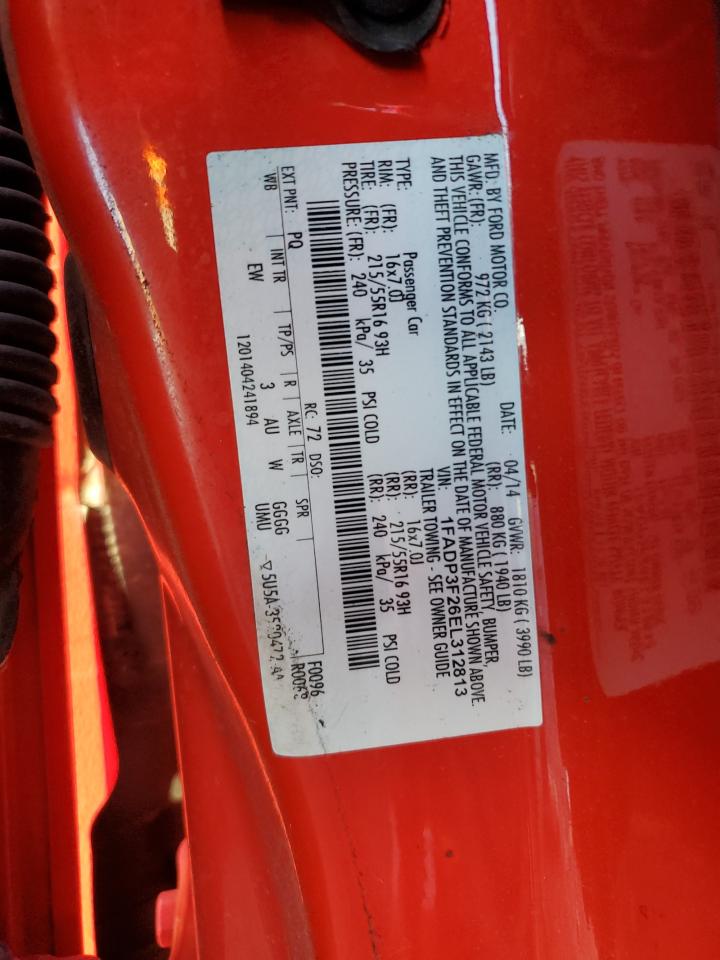 MFD. BY FORD MOTOR CO.
DATE: 04/14 GVWR: 1810 KG ( 3990 LB)
GAWR: (FR): 972 KG ( 2143 LB) (RR): 880 KG ( 1940 LB)
THIS VEHICLE CONFORMS TO ALL APPLICABLE FEDERAL MOTOR VEHICLE SAFETY, BUMPER,
AND THEFT PREVENTION STANDARDS IN EFFECT ON THE DATE OF MANUFACTURE SHOWN ABOVE.
VIN: 1FADP3F26EL312813
TYPE: Passenger Car TRAILER TOWING - SEE OWNER GUIDE
RIM: (FR): 16x7.0J (RR): 16x7.0J
TIRE: (FR): 215/55R16 93H (RR): 215/55R16 93H
PRESSURE: (FR): 240 kPa/ 35 PSI COLD (RR): 240 kPa/ 35 PSI COLD
F0096
RC: 72 DSO: R0068
EXT PNT: PQ INT TR TP/PS R AXLE TR SPR
WB EW 3 AU W GGGG
UMU
1201404241894